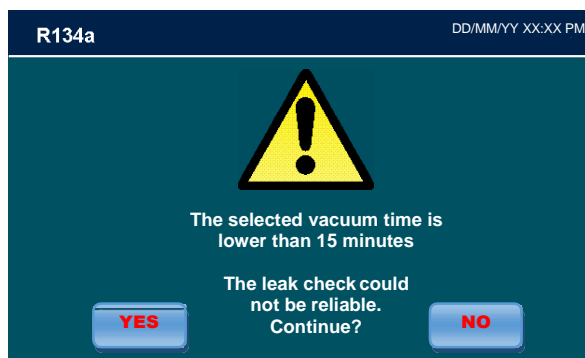 R134a
DD/MM/YY XX:XX PM
The selected vacuum time is
lower than 15 minutes
The leak check could
not be reliable.
Continue?
YES
NO